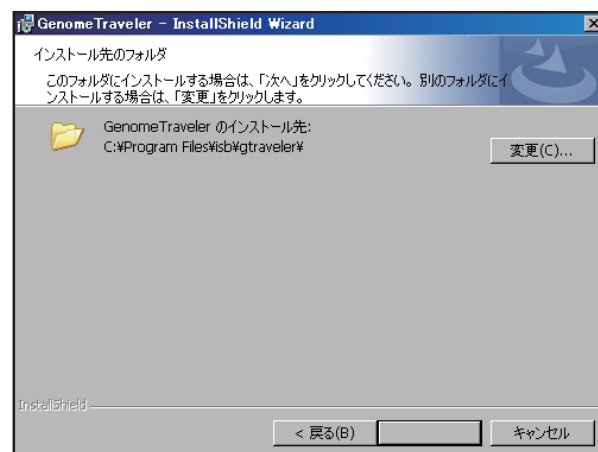 GenomeTraveler - InstallShield Wizard
インストール先のフォルダ
このフォルダにインストールする場合は、「次へ」をクリックしてください。別のフォルダにイ
ンストールする場合は、「変更」をクリックします。
GenomeTraveler のインストール先:
C:¥Program Files¥isb¥gtraveler¥
変更(C)...
InstallShield
< 戻る(B)
キャンセル